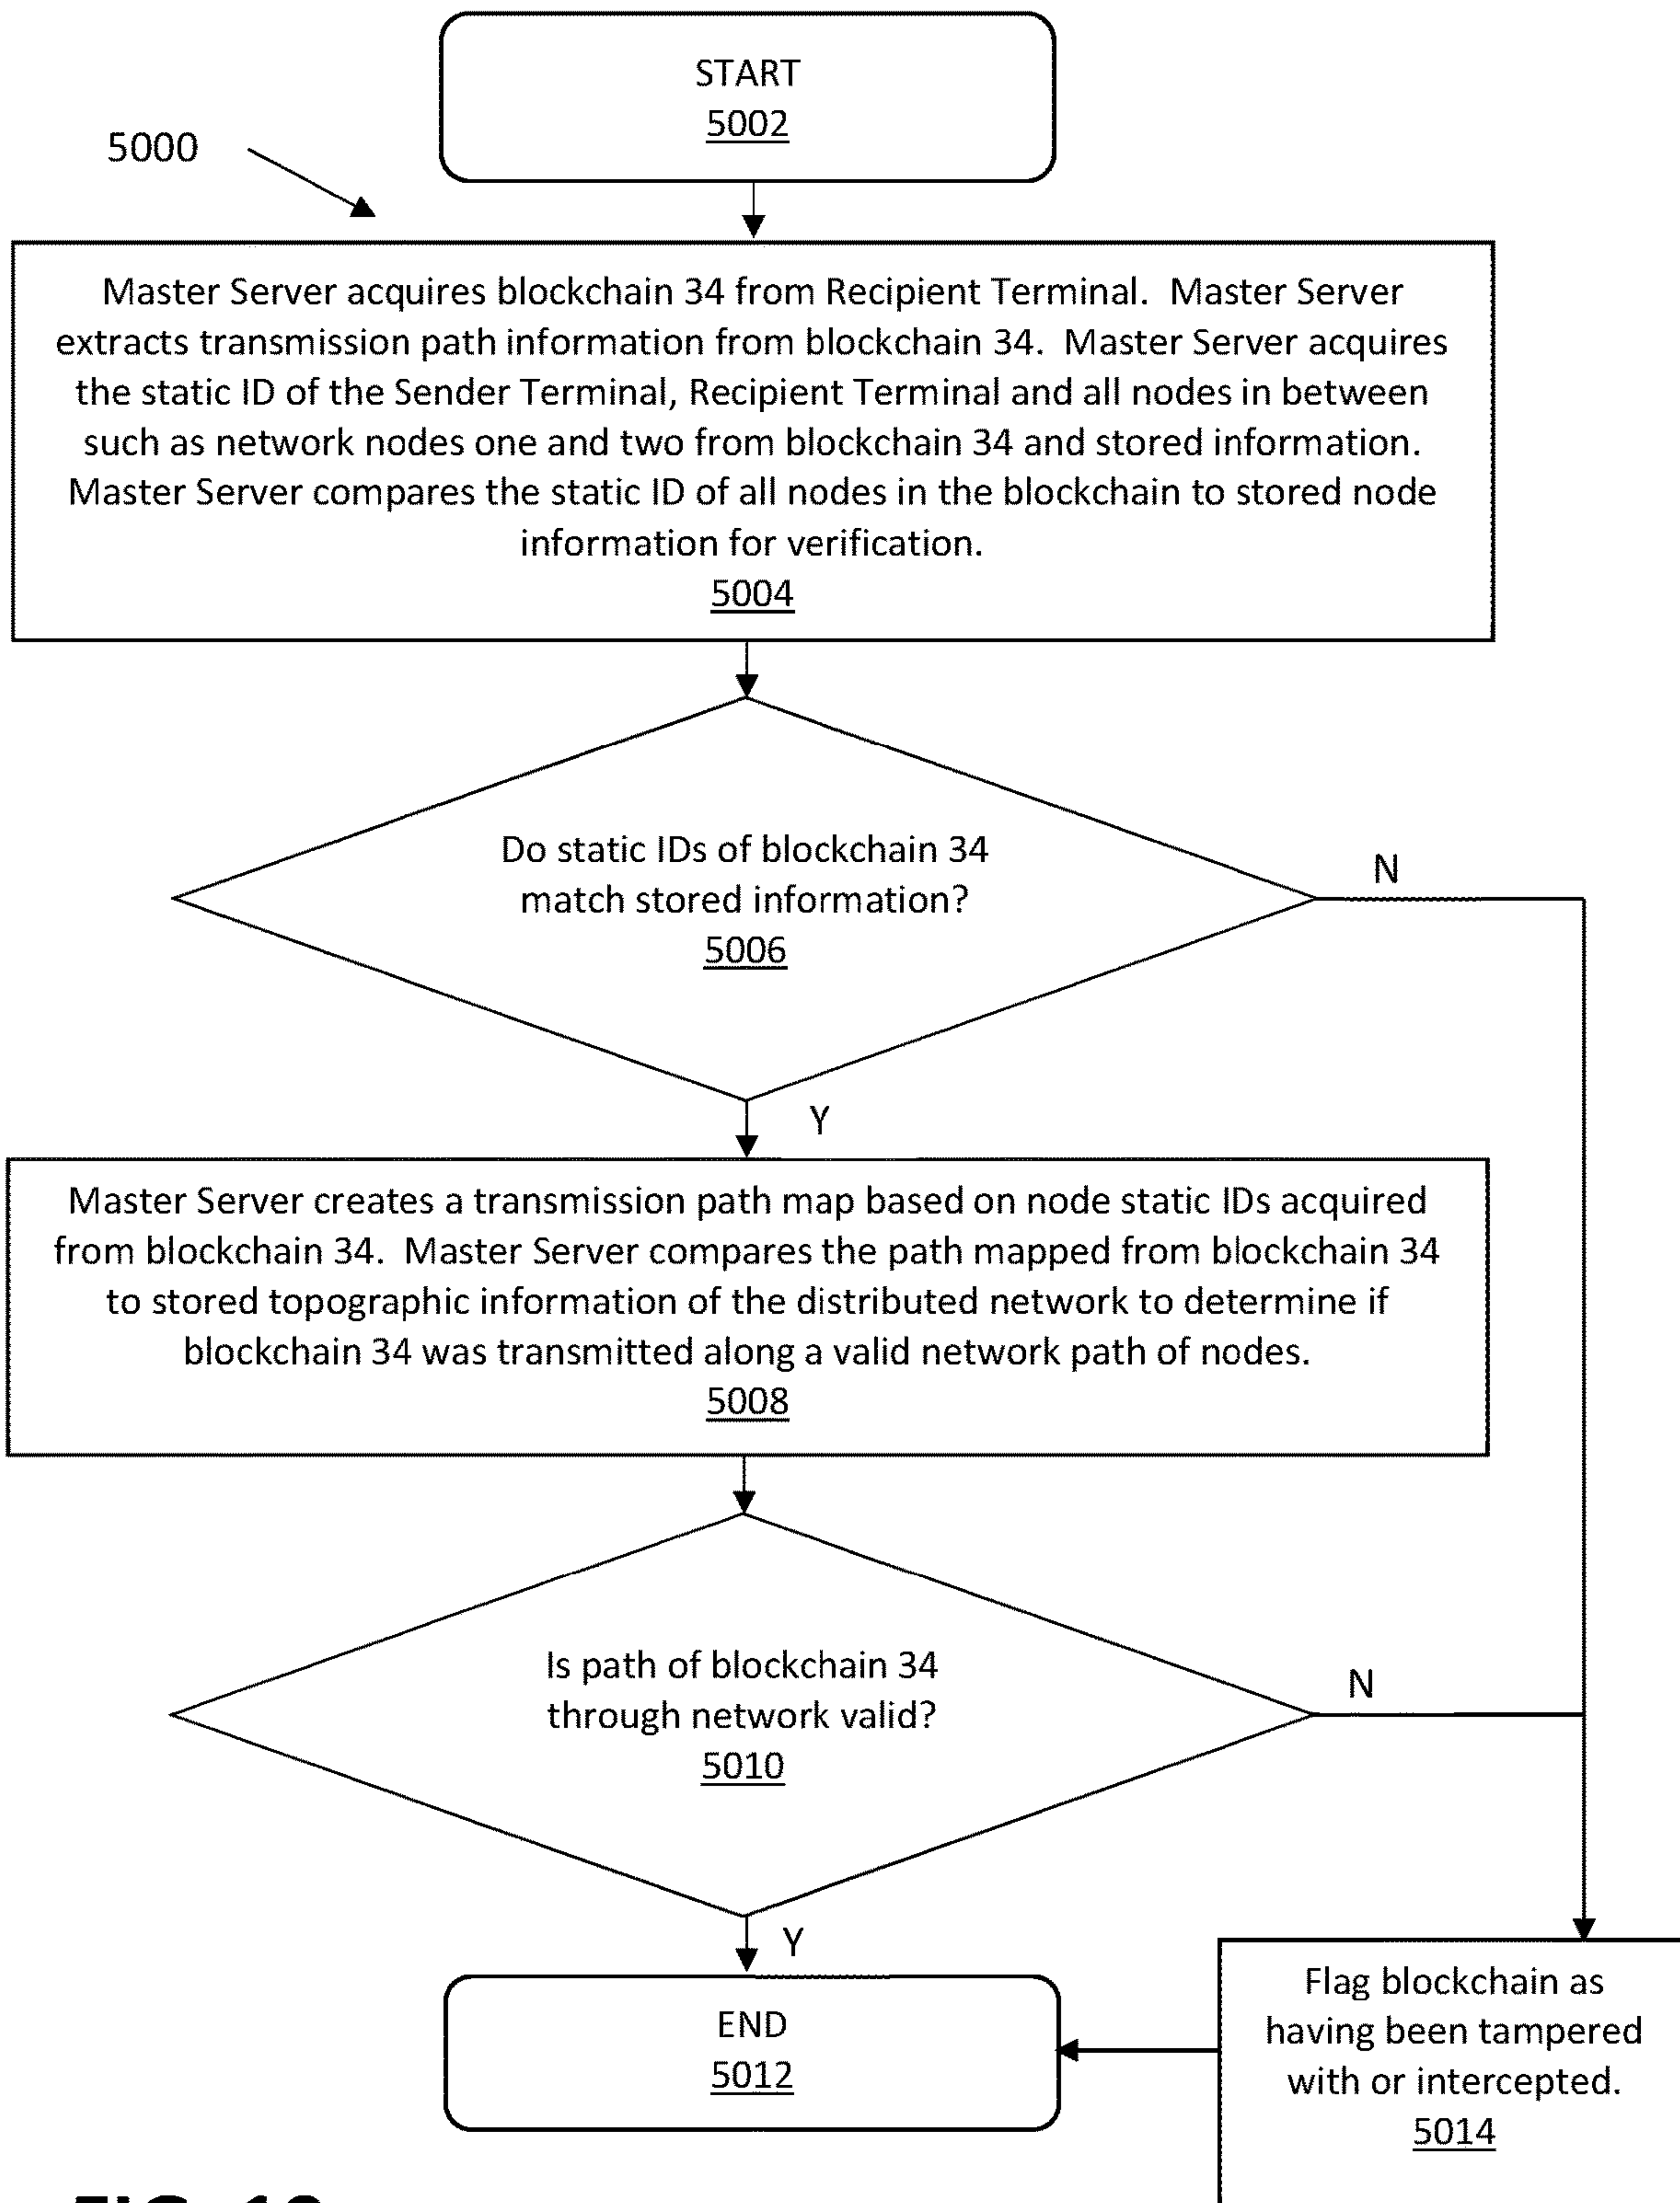 START
5002
5000
Master Server acquires blockchain 34 from Recipient Terminal. Master Server
extracts transmission path information from blockchain 34. Master Server acquires
the static ID of the Sender Terminal, Recipient Terminal and all nodes in between
such as network nodes one and two from blockchain 34 and stored information.
Master Server compares the static ID of all nodes in the blockchain to stored node
information for verification.
5004
Do static IDs of blockchain 34
match stored information?
5006
N
Y
Master Server creates a transmission path map based on node static IDs acquired
from blockchain 34. Master Server compares the path mapped from blockchain 34
to stored topographic information of the distributed network to determine if
blockchain 34 was transmitted along a valid network path of nodes.
5008
Is path of blockchain 34
through network valid?
5010
N
Y
END
5012
Flag blockchain as
having been tampered
with or intercepted.
5014